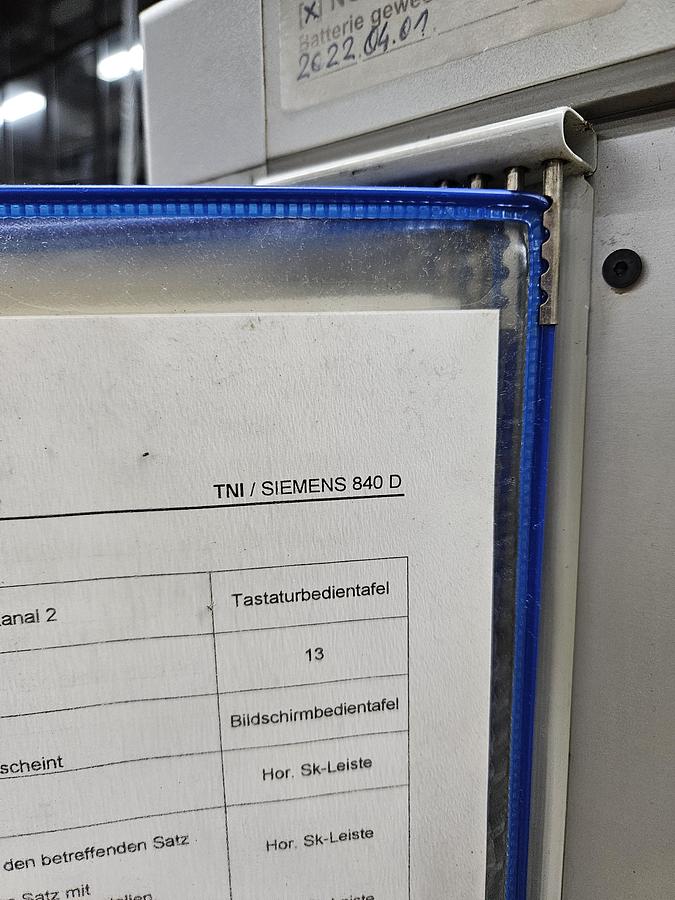 [x]
Batterie gewe
2022.04.01.
TNI / SIEMENS 840 D
anal 2
Tastaturbedientafel
13
Bildschirmbedientafel
scheint
Hor. Sk-Leiste
den betreffenden Satz
Hor. Sk-Leiste
Satz mit